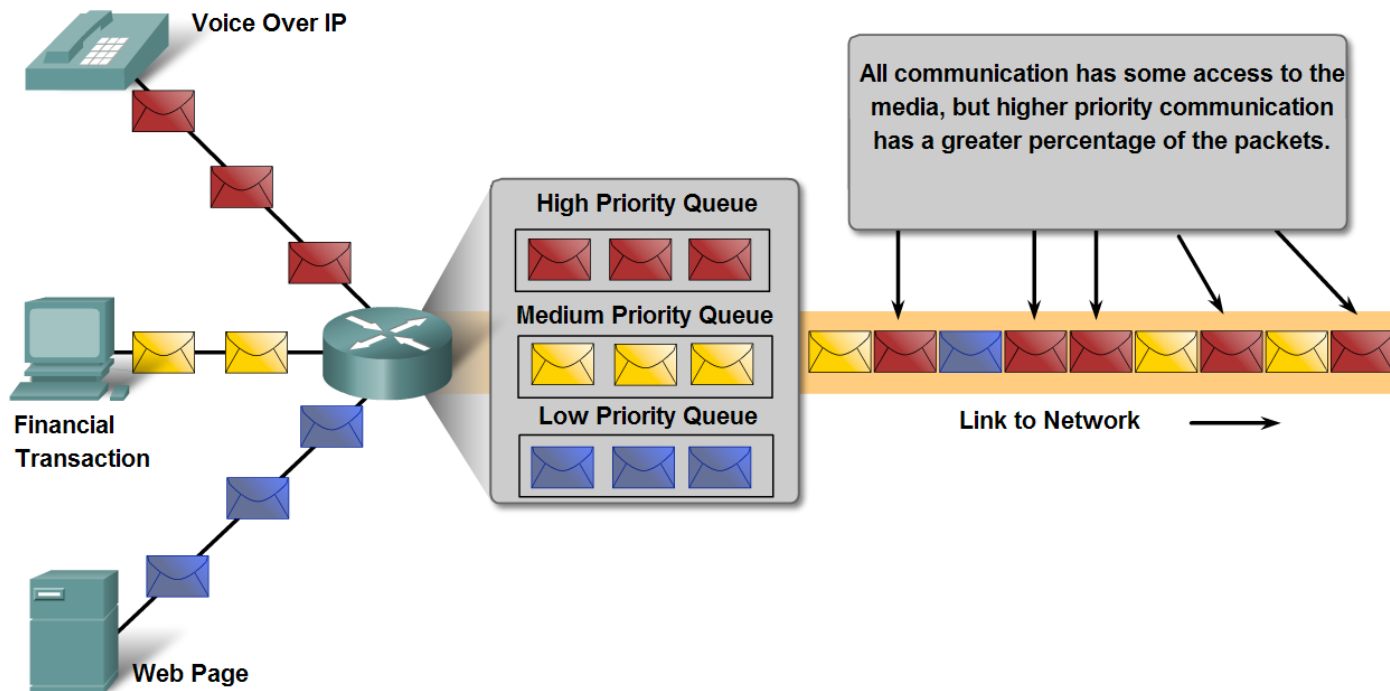 Voice Over IP
All communication has some access to the
media, but higher priority communication
has a greater percentage of the packets.
High Priority Queue
Medium Priority Queue
Low Priority Queue
Link to Network
Financial
Transaction
Web Page